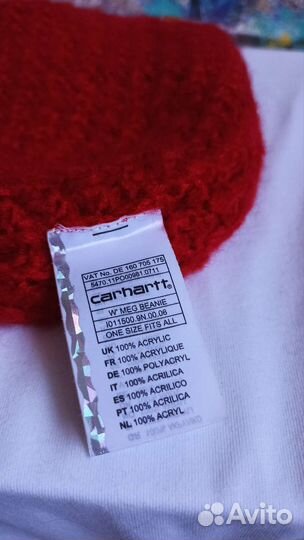 VAT No. DE 160 705 175
5470.11PO00981.0711
carhartt®
W' MEG BEANIE
I011500.9N.00.06
ONE SIZE FITS ALL
UK 100% ACRYLIC
FR 100% ACRYLIQUE
DE 100% POLYACRYL
IT 100% ACRILICA
ES 100% ACRILICO
PT 100% ACRILICA
NL 100% ACRYL
Avito